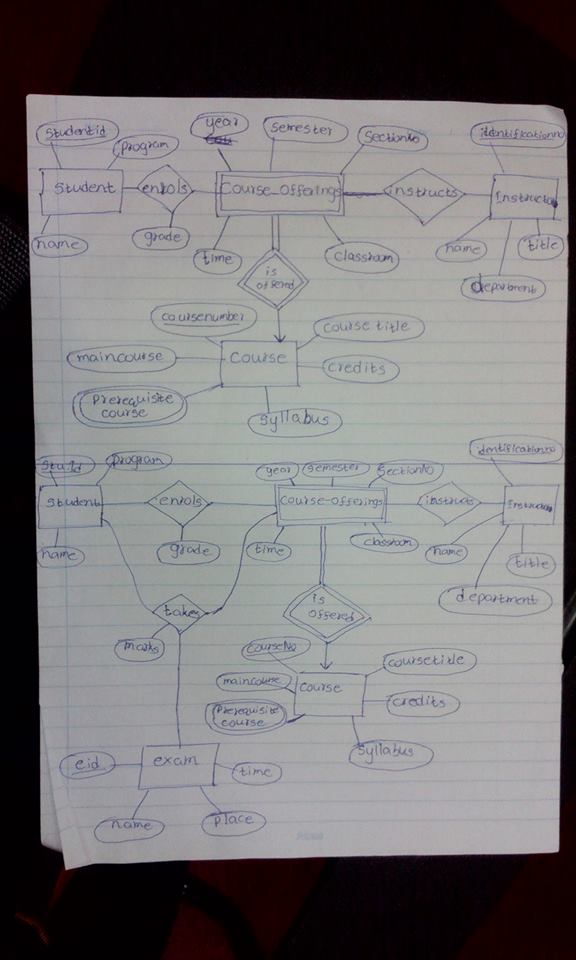 year
semester
identificationno
studentid
program
sectionNo
Student
enrols
Course_Offerings
instructs
Instructor
name
grade
time
classroom
name
title
is
offered
department
coursenumber
course title
maincourse
course
credits
Prerequisite
course
syllabus
identificationno
Stu.Id
program
year
semester
sectionNo
Student
enrols
course-offerings
instruct
Instructor
name
grade
time
classroom
name
title
department
takes
is
offered
marks
CourseNo
coursetitle
maincourse
course
Prerequisite
course
credits
syllabus
eid
exam
time
name
place